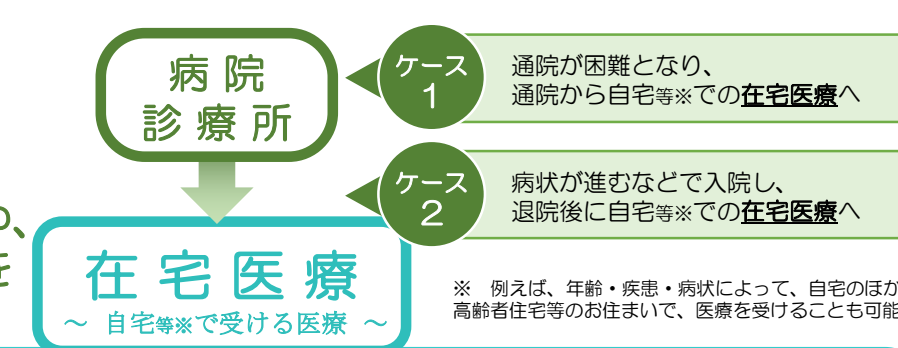 病院
診療所
ケース
1
通院が困難となり、
通院から自宅等※での在宅医療へ
ケース
2
病状が進むなどで入院し、
退院後に自宅等※での在宅医療へ
、
を
在宅医療
～ 自宅等※で受ける医療 ～
※ 例えば、年齢・疾患・病状によって、自宅のほか
高齢者住宅等のお住まいで、医療を受けることも可能